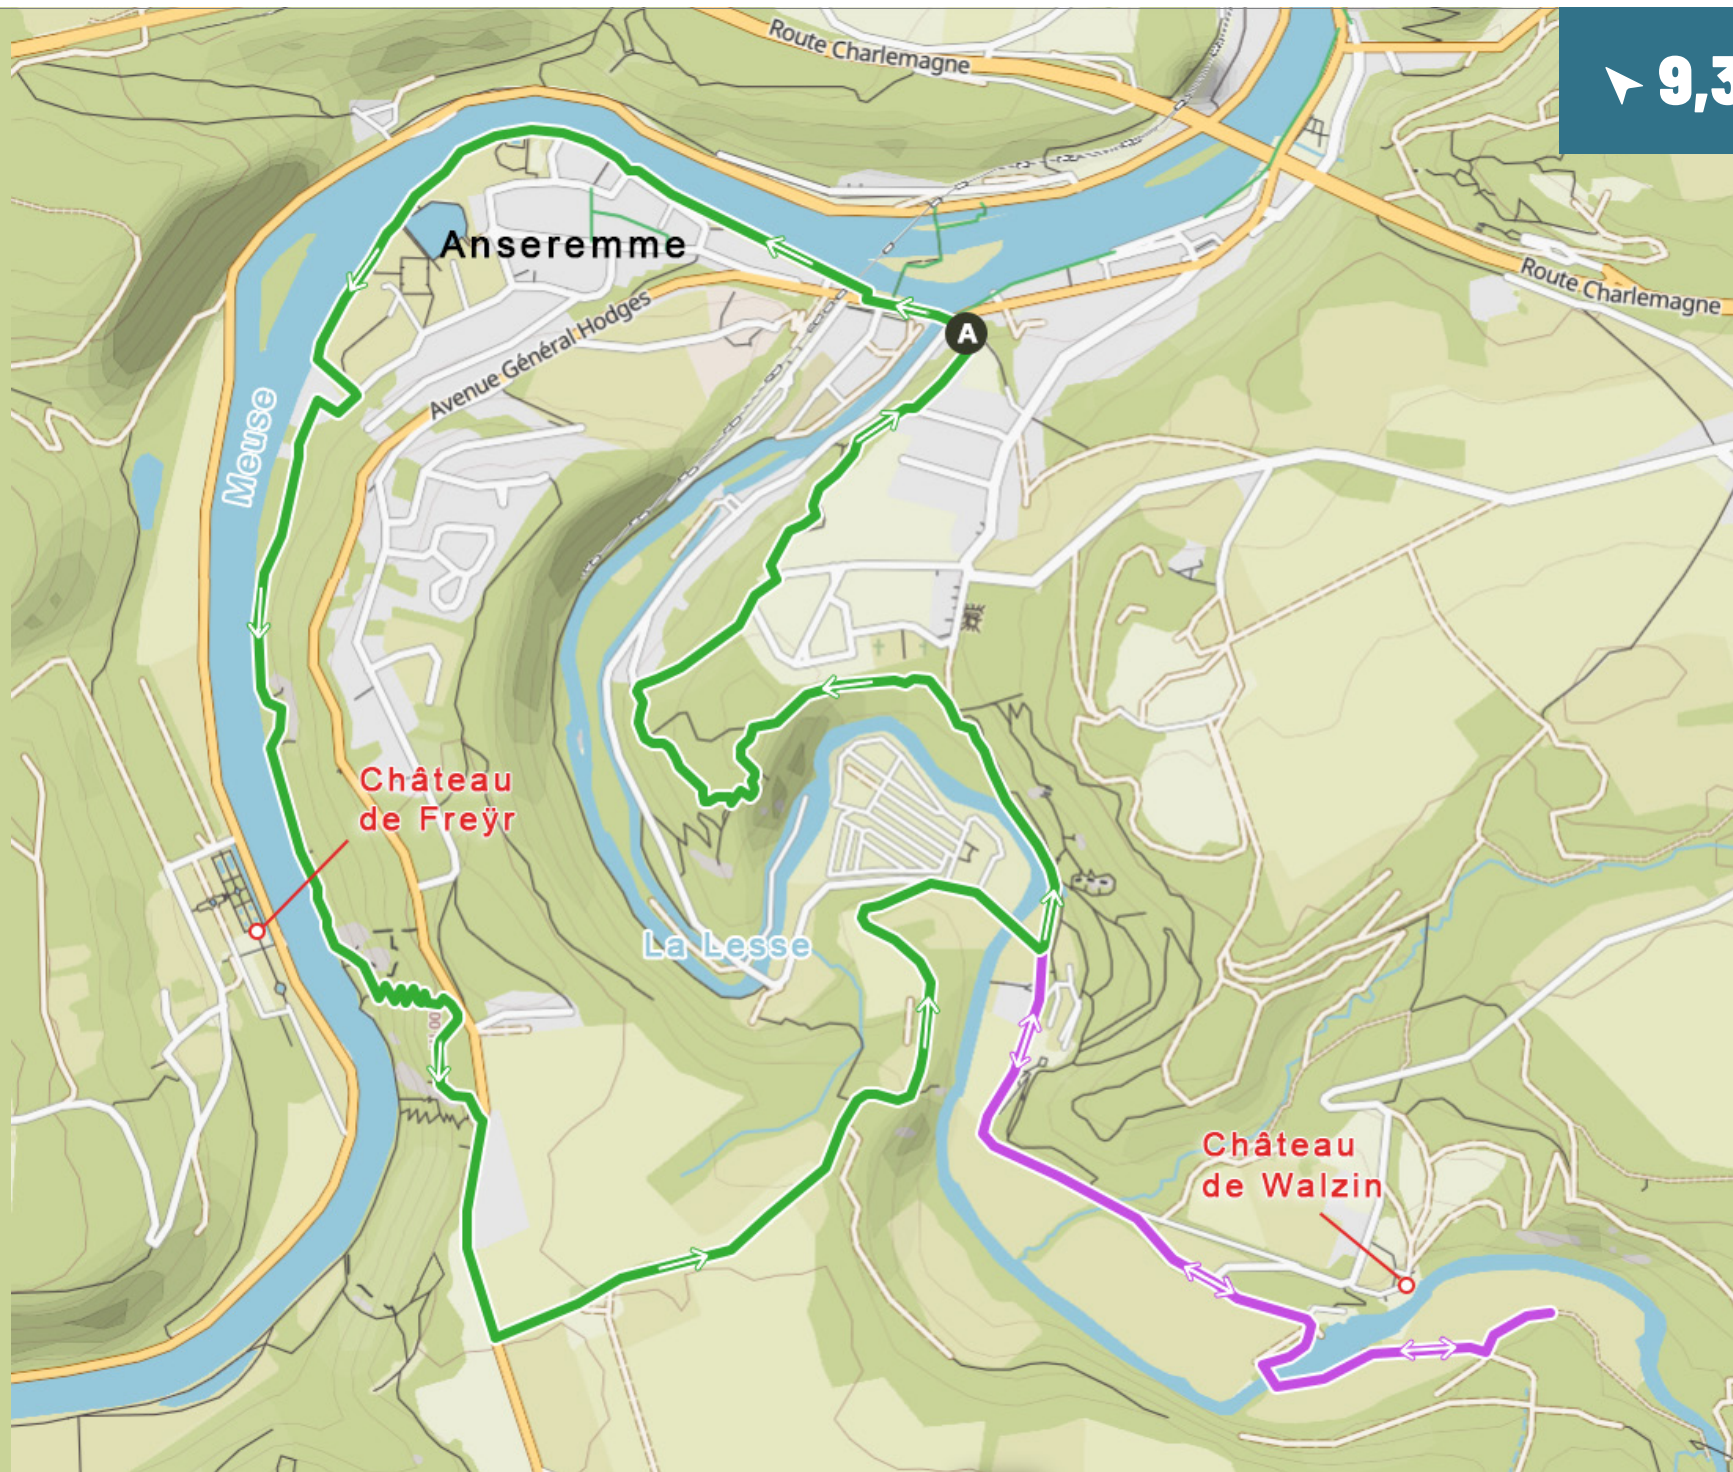 Route Charlemagne
9,3
Anseremme
A
Route Charlemagne
Avenue Général Hodges
Meuse
Château
de Freÿr
La Lesse
Château
de Walzin